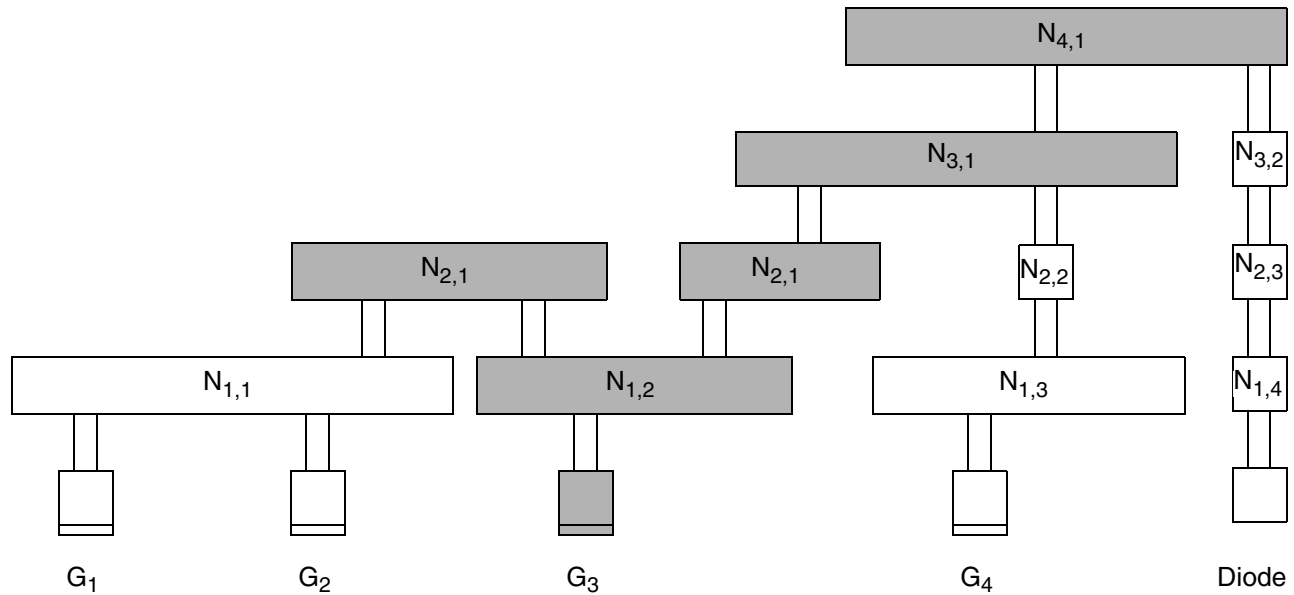 N4,1
N3,1
N3,2
N2,1
N2,1
N2,2
N2,3
N1,1
N1,2
N1,3
N1,4
G1
G2
G3
G4
Diode